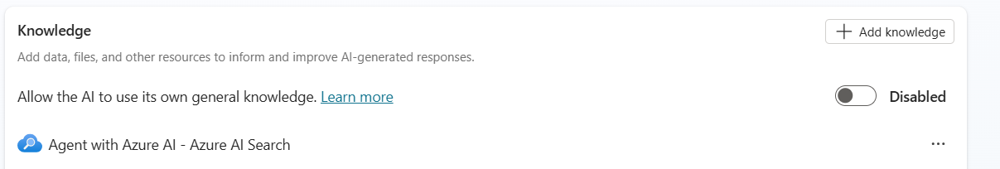 Knowledge
+ Add knowledge
Add data, files, and other resources to inform and improve AI-generated responses.
Allow the AI to use its own general knowledge. Learn more
Disabled
Agent with Azure AI - Azure AI Search
...